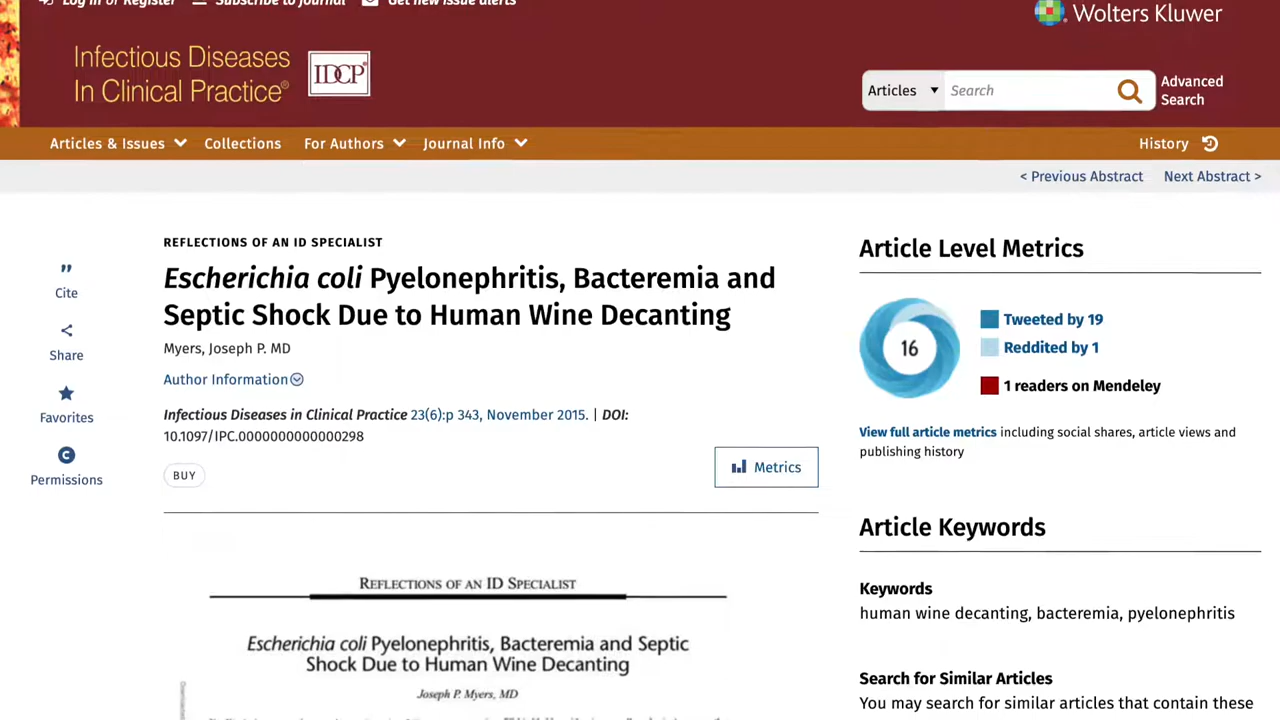 Log in or Register Subscribe to journal Get new issue alerts
Wolters Kluwer
Infectious Diseases
In Clinical Practice®
IDCP®
Articles ▼ Search
Advanced
Search
Articles & Issues Collections For Authors Journal Info History
< Previous Abstract Next Abstract >
Cite
Share
Favorites
Permissions
REFLECTIONS OF AN ID SPECIALIST
Escherichia coli Pyelonephritis, Bacteremia and
Septic Shock Due to Human Wine Decanting
Myers, Joseph P. MD
Author Information
Infectious Diseases in Clinical Practice 23(6):p 343, November 2015. | DOI:
10.1097/IPC.0000000000000298
BUY
Metrics
REFLECTIONS OF AN ID SPECIALIST
Escherichia coli Pyelonephritis, Bacteremia and Septic
Shock Due to Human Wine Decanting
Joseph P. Myers, MD
Article Level Metrics
16
Tweeted by 19
Reddited by 1
1 readers on Mendeley
View full article metrics including social shares, article views and
publishing history
Article Keywords
Keywords
human wine decanting, bacteremia, pyelonephritis
Search for Similar Articles
You may search for similar articles that contain these